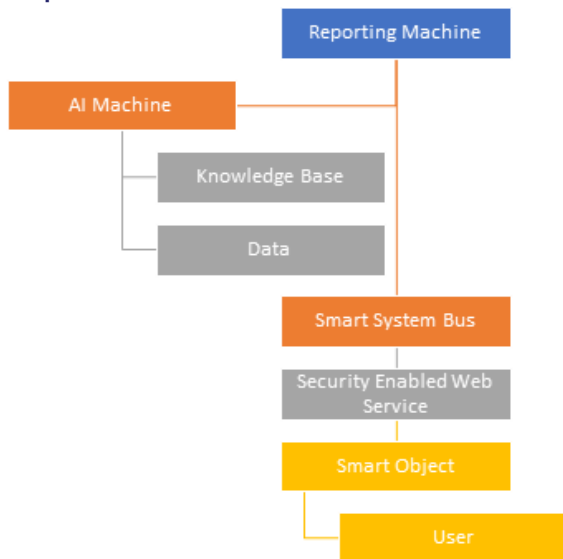 Reporting Machine
AI Machine
Knowledge Base
Data
Smart System Bus
Security Enabled Web
Service
Smart Object
User